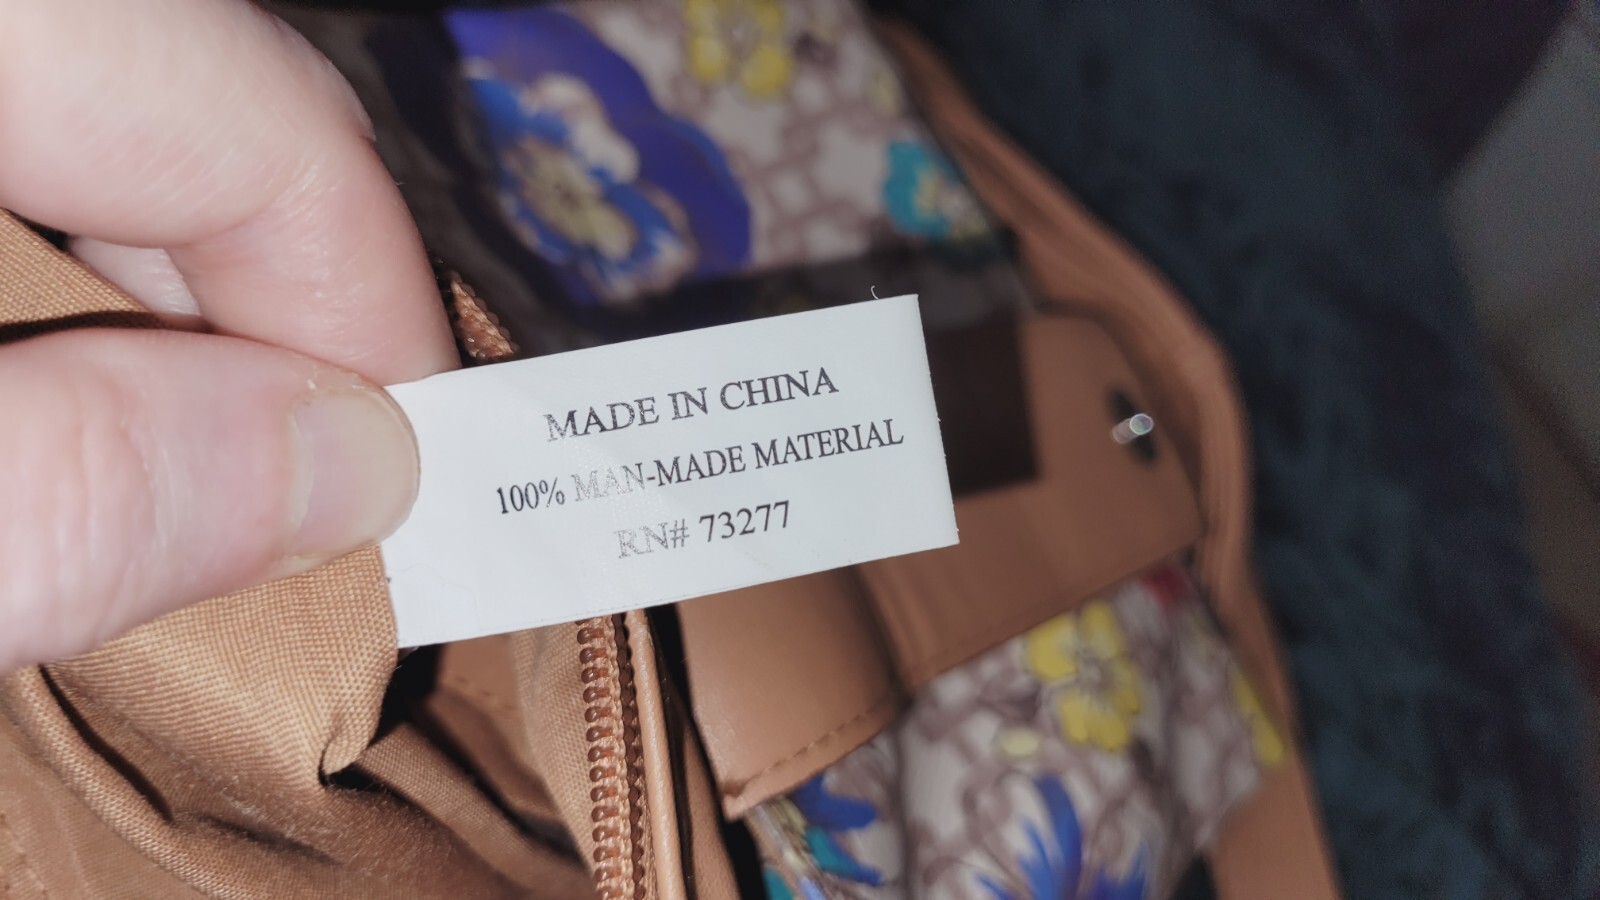 MADE IN CHINA
100% MAN-MADE MATERIAL
RN# 73277